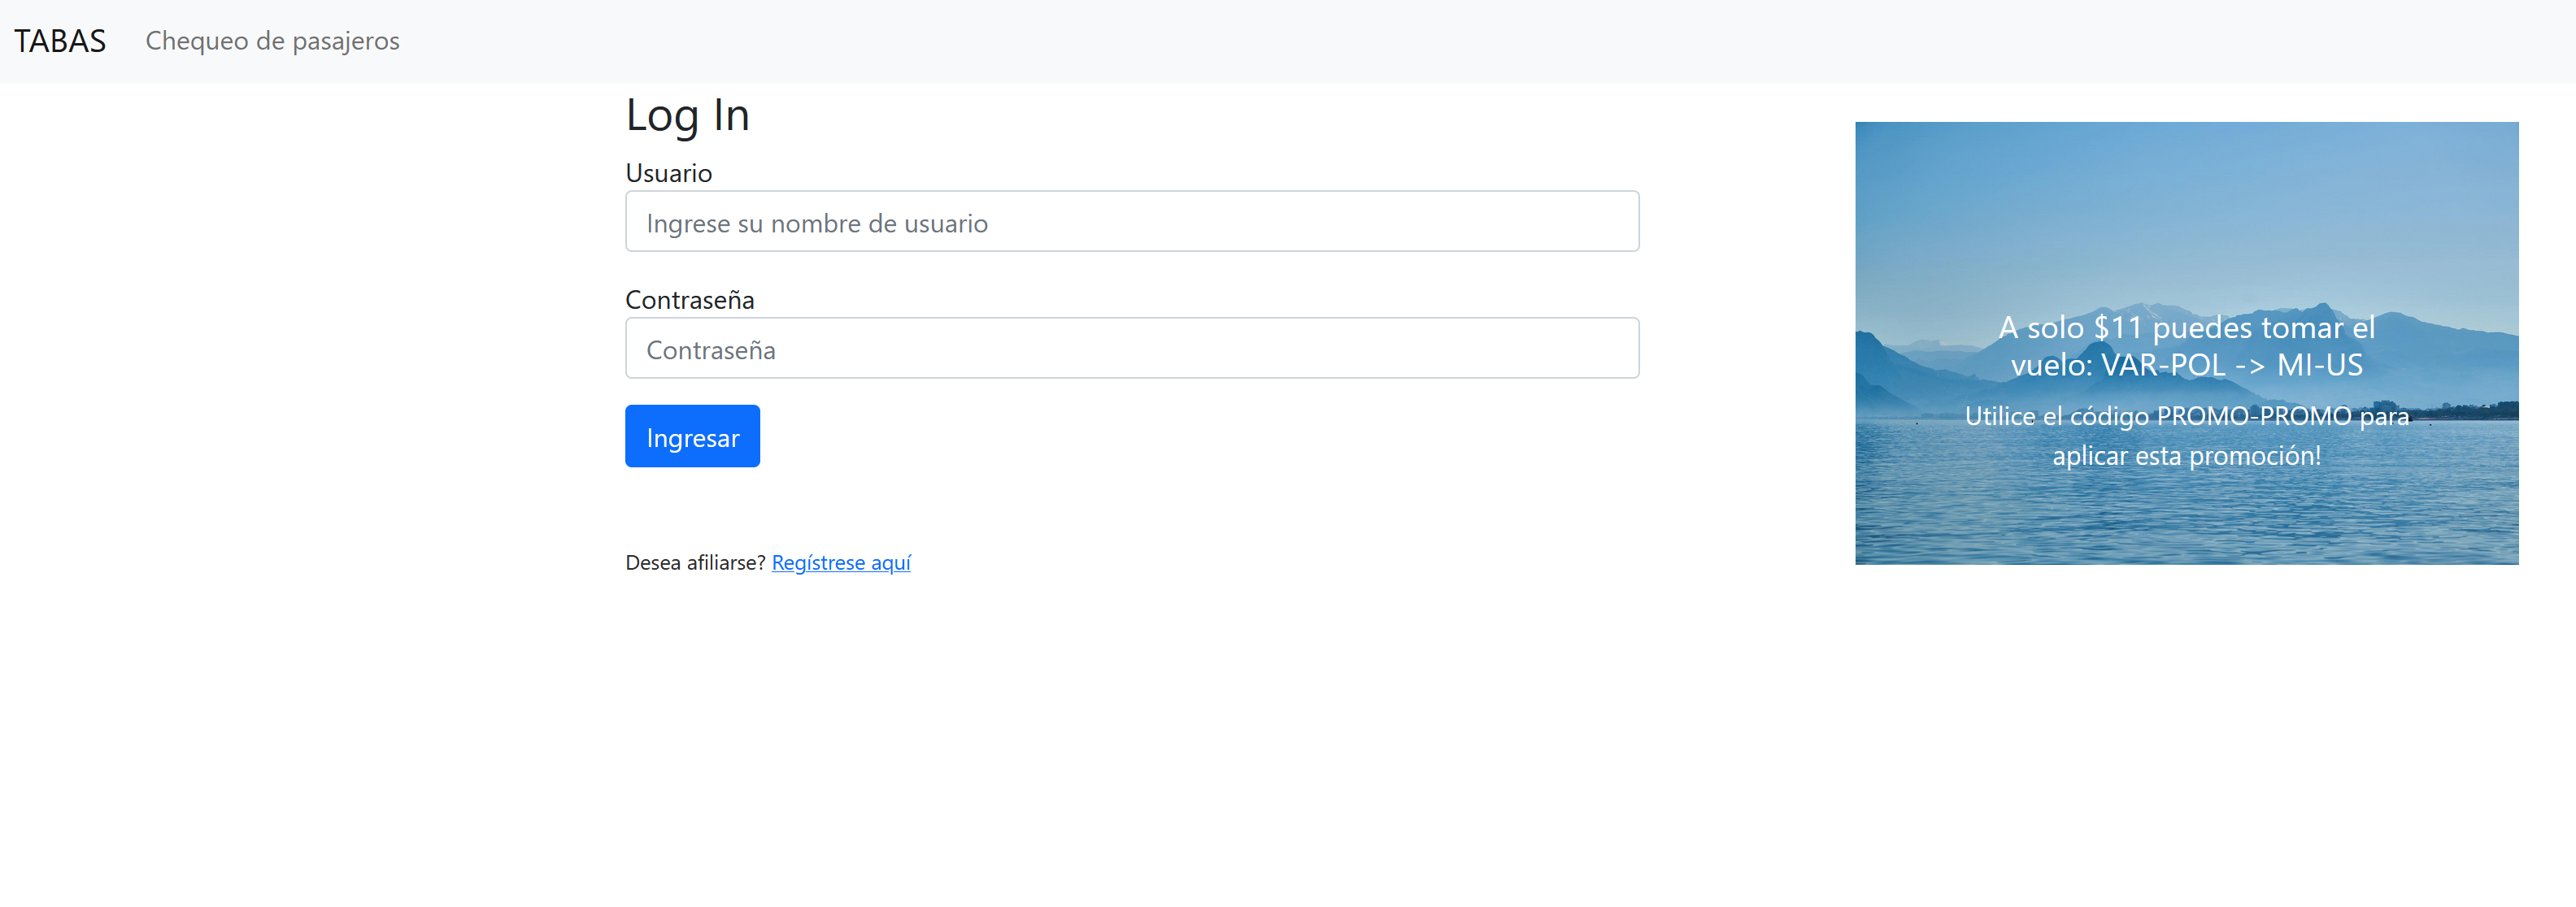 TABAS Chequeo de pasajeros
Log In
Usuario
Ingrese su nombre de usuario
Contraseña
Contraseña
Ingresar
Desea afiliarse? Regístrese aquí
A solo $11 puedes tomar el
vuelo: VAR-POL -> MI-US
Utilice el código PROMO-PROMO para
aplicar esta promoción!